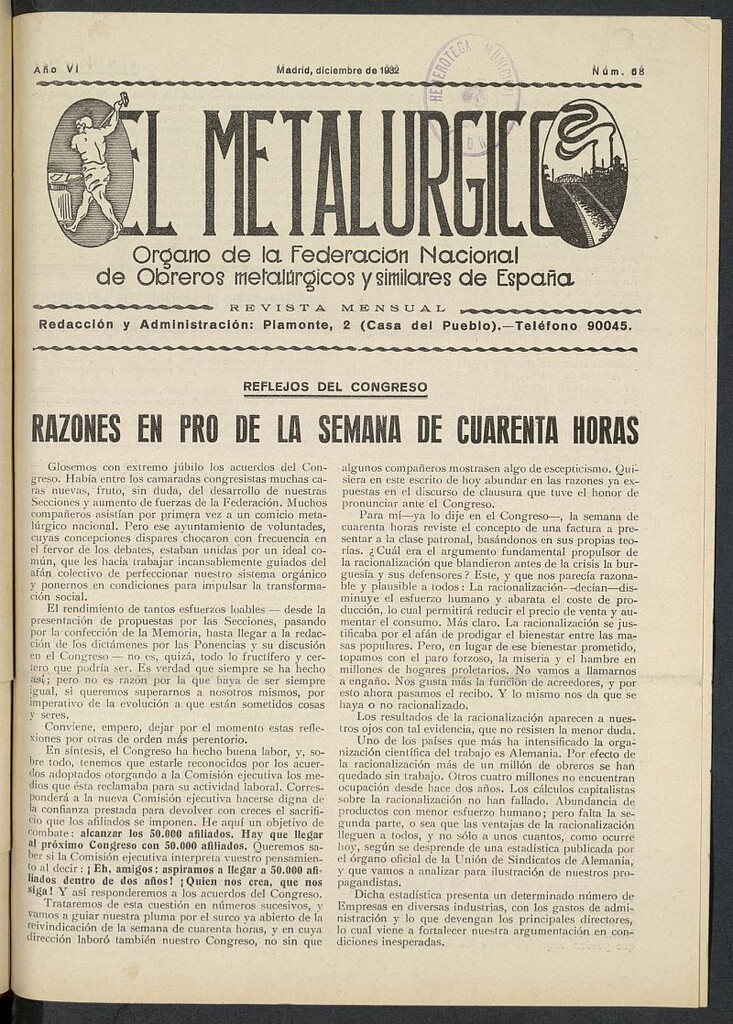 Año VI
Madrid, diciembre de 1932
Núm. 68
HEMEROTECA MUNICI
EL METALURGICO
Organo de la Federación Nacional
de Obreros metalúrgicos y similares de España
REVISTA MENSUAL
Redacción y Administración: Piamonte, 2 (Casa del Pueblo).—Teléfono 90045.
REFLEJOS DEL CONGRESO
RAZONES EN PRO DE LA SEMANA DE CUARENTA HORAS
Glosemos con extremo júbilo los acuerdos del Con-
greso. Había entre los camaradas congresistas muchas ca-
ras nuevas, fruto, sin duda, del desarrollo de nuestras
Secciones y aumento de fuerzas de la Federación. Muchos
compañeros asistían por primera vez a un comicio meta-
lúrgico nacional. Pero ese ayuntamiento de voluntades,
cuyas concepciones dispares chocaron con frecuencia en
el fervor de los debates, estaban unidas por un ideal co-
mún, que les hacía trabajar incansablemente guiados del
afán colectivo de perfeccionar nuestro sistema orgánico
y ponernos en condiciones para impulsar la transforma-
ción social.
El rendimiento de tantos esfuerzos loables — desde la
presentación de propuestas por las Secciones, pasando
por la confección de la Memoria, hasta llegar a la redac-
ción de los dictámenes por las Ponencias y su discusión
en el Congreso — no es, quizá, todo lo fructífero y cer-
tero que podría ser. Es verdad que siempre se ha hecho
así; pero no es razón por la que haya de ser siempre
igual, si queremos superarnos a nosotros mismos, por
imperativo de la evolución a que están sometidos cosas
y seres.
Conviene, empero, dejar por el momento estas refle-
xiones por otras de orden más perentorio.
En síntesis, el Congreso ha hecho buena labor, y, so-
bre todo, tenemos que estarle reconocidos por los acuer-
dos adoptados otorgando a la Comisión ejecutiva los me-
dios que ésta reclamaba para su actividad laboral. Corres-
ponderá a la nueva Comisión ejecutiva hacerse digna de
la confianza prestada para devolver con creces el sacrifi-
cio que los afiliados se imponen. He aquí un objetivo de
combate: alcanzar los 50.000 afiliados. Hay que llegar
al próximo Congreso con 50.000 afiliados. Queremos sa-
ber si la Comisión ejecutiva interpreta vuestro pensamien-
to al decir: ¡Eh, amigos: aspiramos a llegar a 50.000 afi-
liados dentro de dos años! ¡Quien nos crea, que nos
siga! Y así responderemos a los acuerdos del Congreso.
Trataremos de esta cuestión en números sucesivos, y
vamos a guiar nuestra pluma por el surco ya abierto de la
reivindicación de la semana de cuarenta horas, y en cuya
dirección laboró también nuestro Congreso, no sin que
algunos compañeros mostrasen algo de escepticismo. Qui-
siera en este escrito de hoy abundar en las razones ya ex-
puestas en el discurso de clausura que tuve el honor de
pronunciar ante el Congreso.
Para mí—ya lo dije en el Congreso—, la semana de
cuarenta horas reviste el concepto de una factura a pre-
sentar a la clase patronal, basándonos en sus propias teo-
rías. ¿Cuál era el argumento fundamental propulsor de
la racionalización que blandieron antes de la crisis la bur-
guesía y sus defensores? Este, y que nos parecía razona-
ble y plausible a todos: La racionalización—decían—dis-
minuye el esfuerzo humano y abarata el coste de pro-
ducción, lo cual permitirá reducir el precio de venta y au-
mentar el consumo. Más claro. La racionalización se jus-
tificaba por el afán de prodigar el bienestar entre las ma-
sas populares. Pero, en lugar de ese bienestar prometido,
topamos con el paro forzoso, la miseria y el hambre en
millones de hogares proletarios. No vamos a llamarnos
a engaño. Nos gusta más la función de acreedores, y por
esto ahora pasamos el recibo. Y lo mismo nos da que se
haya o no racionalizado.
Los resultados de la racionalización aparecen a nues-
tros ojos con tal evidencia, que no resisten la menor duda.
Uno de los países que más ha intensificado la orga-
nización científica del trabajo es Alemania. Por efecto de
la racionalización más de un millón de obreros se han
quedado sin trabajo. Otros cuatro millones no encuentran
ocupación desde hace dos años. Los cálculos capitalistas
sobre la racionalización no han fallado. Abundancia de
productos con menor esfuerzo humano; pero falta la se-
gunda parte, o sea que las ventajas de la racionalización
lleguen a todos, y no sólo a unos cuantos, como ocurre
hoy, según se desprende de una estadística publicada por
el órgano oficial de la Unión de Sindicatos de Alemania,
y que vamos a analizar para ilustración de nuestros pro-
pagandistas.
Dicha estadística presenta un determinado número de
Empresas en diversas industrias, con los gastos de admi-
nistración y lo que devengan los principales directores,
lo cual viene a fortalecer nuestra argumentación en con-
diciones inesperadas.